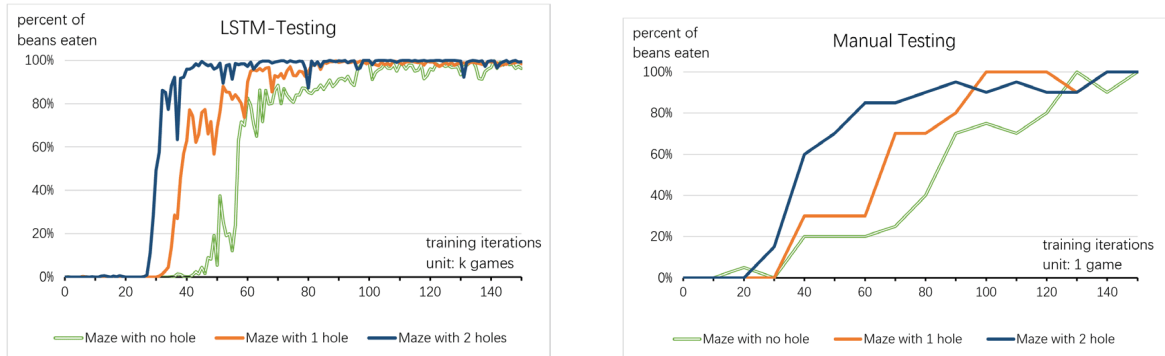 percent of
beans eaten
LSTM-Testing
100%
80%
60%
40%
20%
0%
training iterations
unit: k games
0 20 40 60 80 100 120 140
Maze with no hole Maze with 1 hole Maze with 2 holes
percent of
beans eaten
Manual Testing
100%
80%
60%
40%
20%
0%
training iterations
unit: 1 game
0 20 40 60 80 100 120 140
Maze with no hole Maze with 1 hole Maze with 2 hole